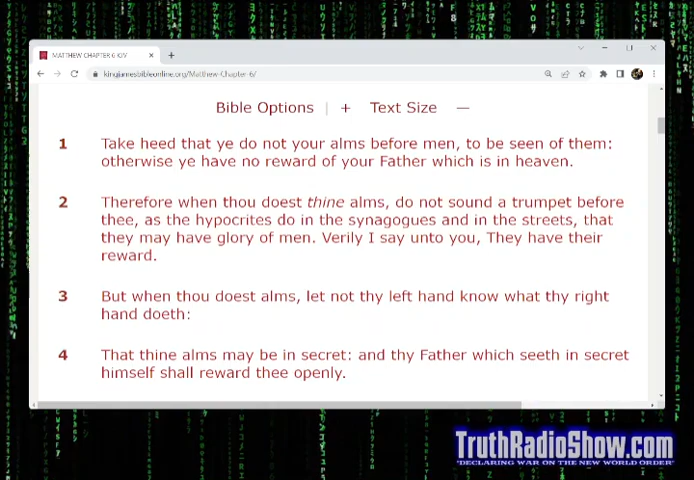 MATTHEW CHAPTER 6 KJV
kingjamesbibleonline.org/Matthew-Chapter-6/
Bible Options | + Text Size —
1 Take heed that ye do not your alms before men, to be seen of them:
otherwise ye have no reward of your Father which is in heaven.
2 Therefore when thou doest thine alms, do not sound a trumpet before
thee, as the hypocrites do in the synagogues and in the streets, that
they may have glory of men. Verily I say unto you, They have their
reward.
3 But when thou doest alms, let not thy left hand know what thy right
hand doeth:
4 That thine alms may be in secret: and thy Father which seeth in secret
himself shall reward thee openly.
TruthRadioShow.com
"DECLARING WAR ON THE NEW WORLD ORDER"